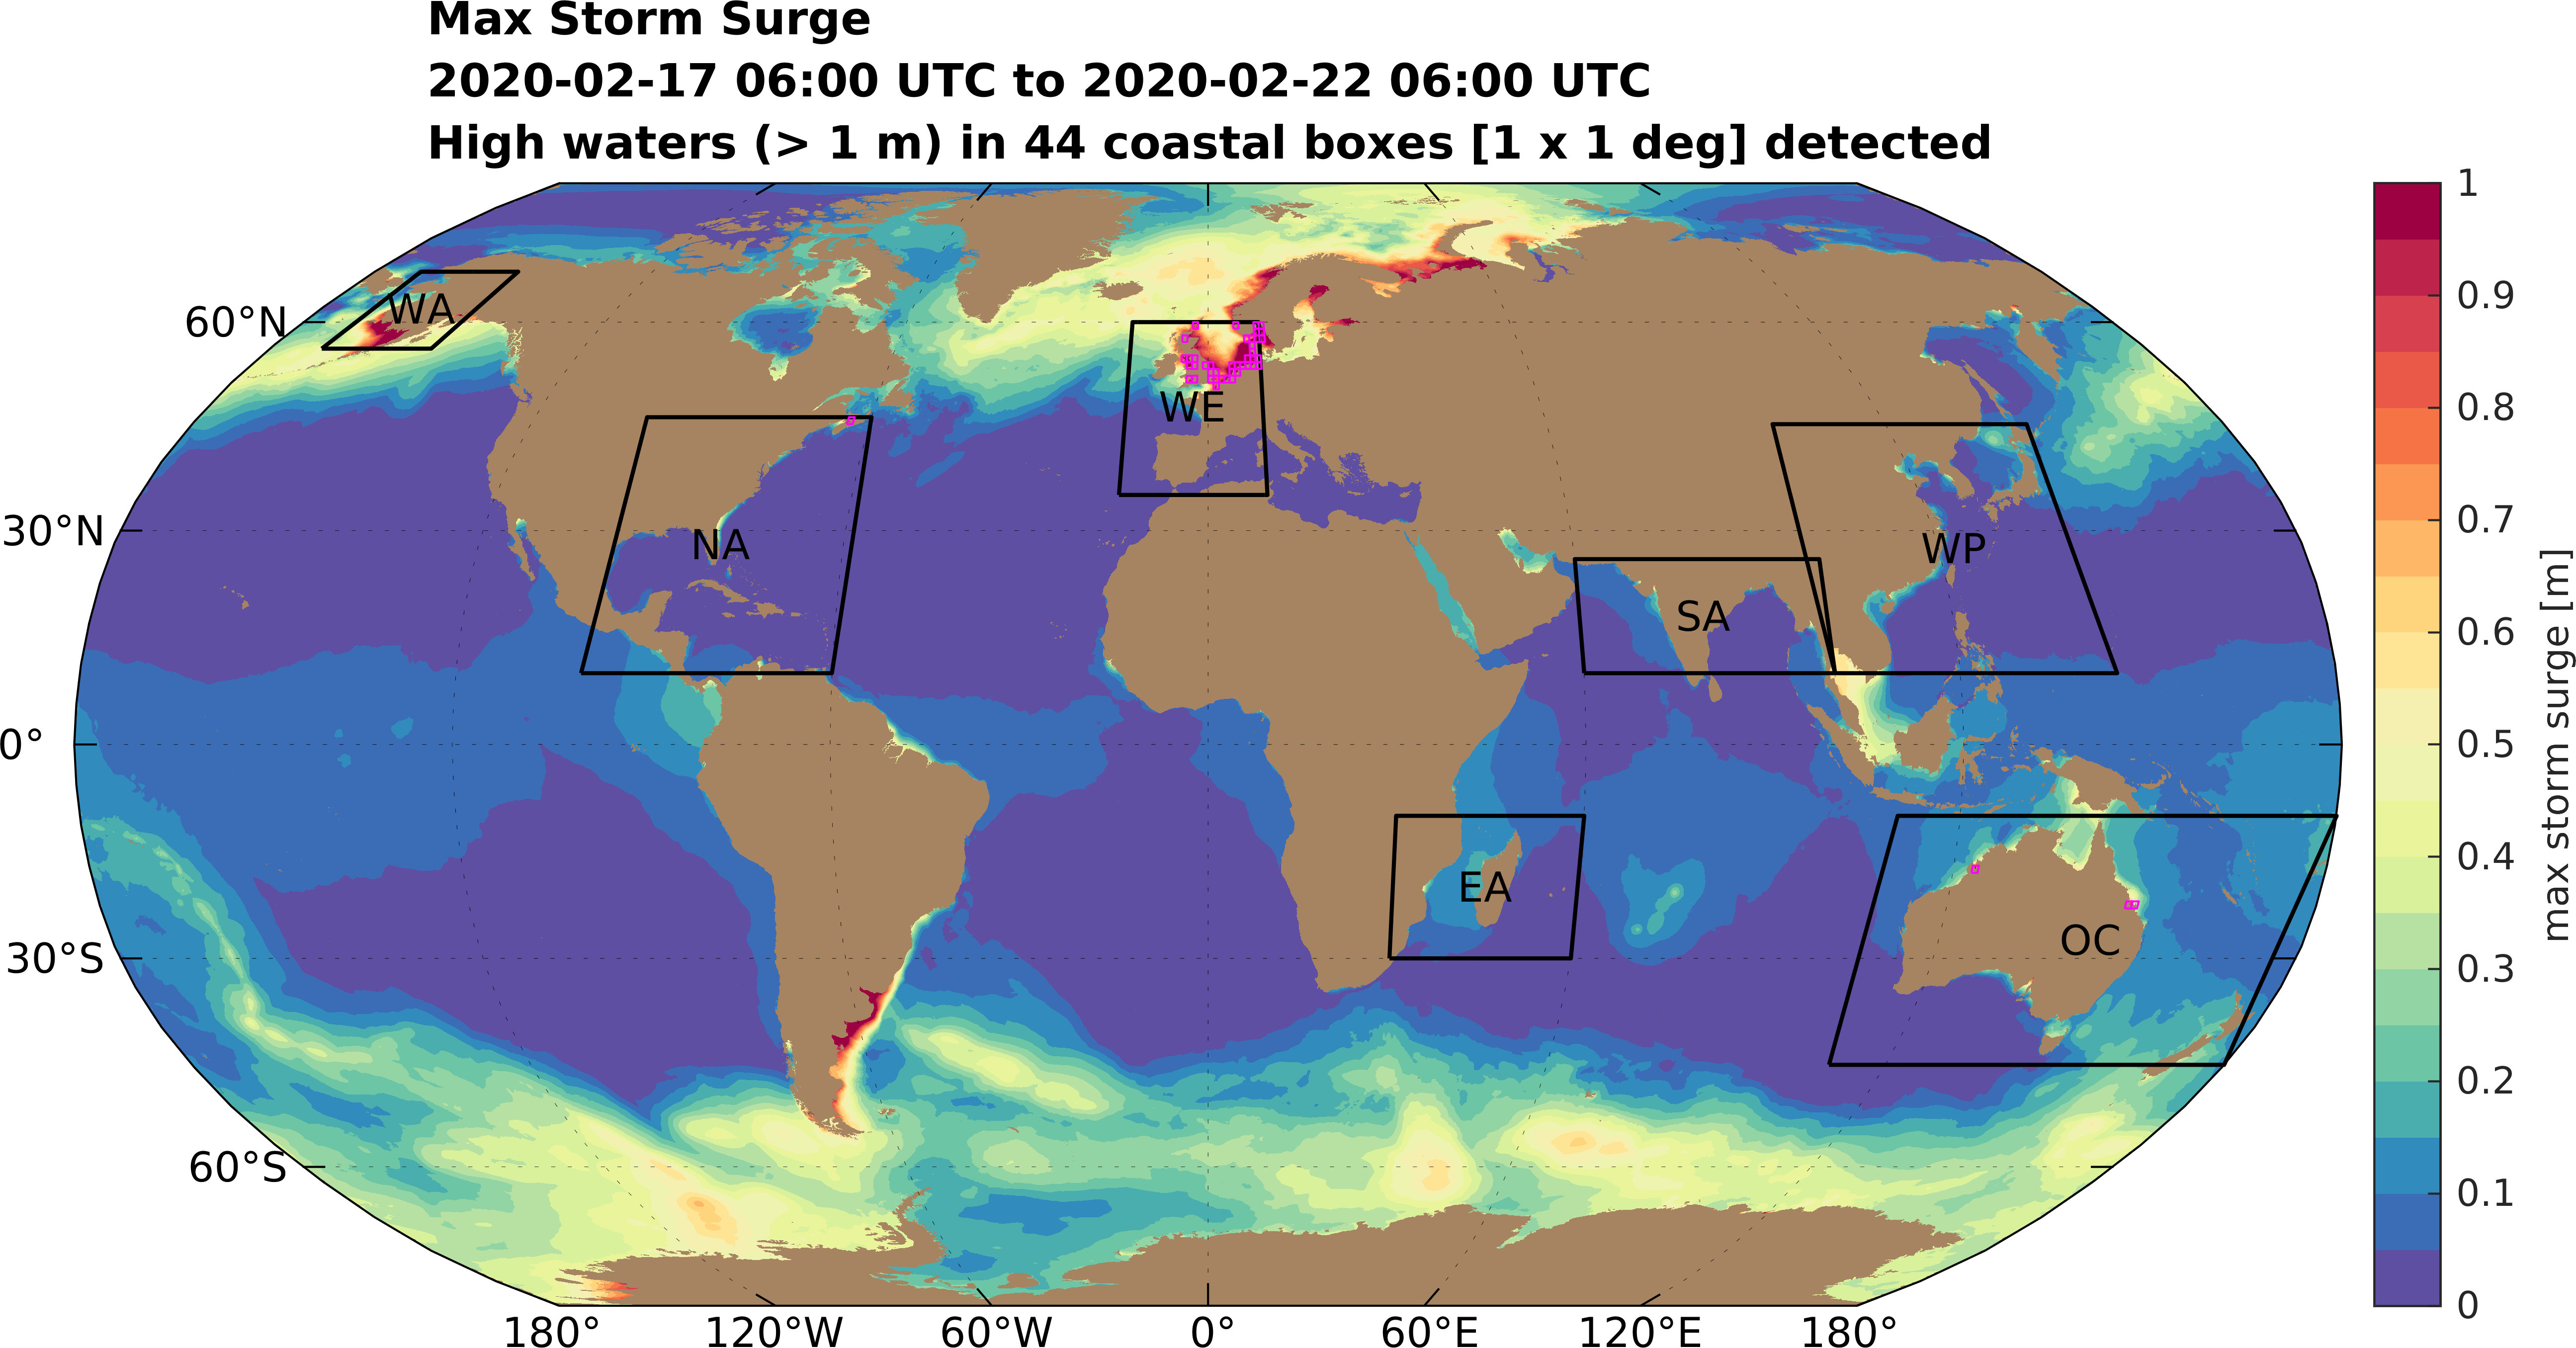 Max Storm Surge
2020-02-17 06:00 UTC to 2020-02-22 06:00 UTC
High waters (> 1 m) in 44 coastal boxes [1 x 1 deg] detected
60°N
30°N
0°
30°S
60°S
WA
WE
NA
WP
SA
EA
OC
180°
120°W
60°W
0°
60°E
120°E
180°
1
0.9
0.8
0.7
0.6
0.5
0.4
0.3
0.2
0.1
0
max storm surge [m]